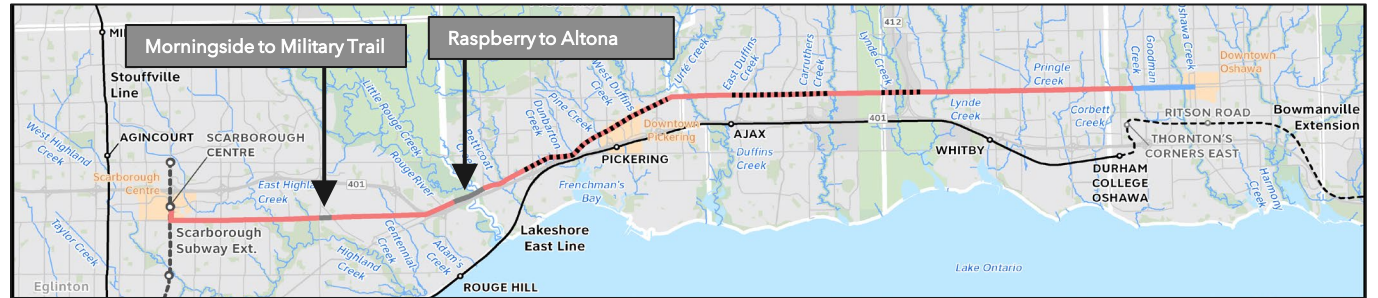 Morningside to Military Trail
Raspberry to Altona
MI
Stouffville
Line
AGINCOURT
West Highland
Creek
SCARBOROUGH
CENTRE
Scarborough
Centre
Scarborough
Subway Ext.
Taylor Creek
Eglinton
East Highland
Creek
401
Highland
Creek
Centennial
Creek
Adam's
Creek
Little Rouge Creek
Rouge River
Petticoat
Creek
ROUGE HILL
Lakeshore
East Line
Dunbarton
Creek
Pine Creek
West Duffins
Creek
Frenchman's
Bay
PICKERING
Downtown
Pickering
Urfe Creek
East Duffins
Creek
AJAX
Duffins
Creek
Carruthers
Creek
401
412
Lynde Creek
Lynde
Creek
WHITBY
Pringle
Creek
Corbett
Creek
Goodman
Creek
shawa Creek
Downtown
Oshawa
RITSON ROAD
THORNTON'S
CORNERS EAST
DURHAM
COLLEGE
OSHAWA
Bowmanville
Extension
Harmony
Creek
Lake Ontario